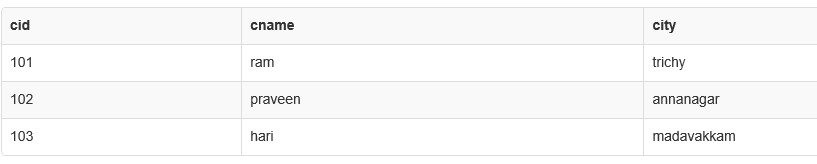 cid cname city
101 ram trichy
102 praveen annanagar
103 hari madavakkam